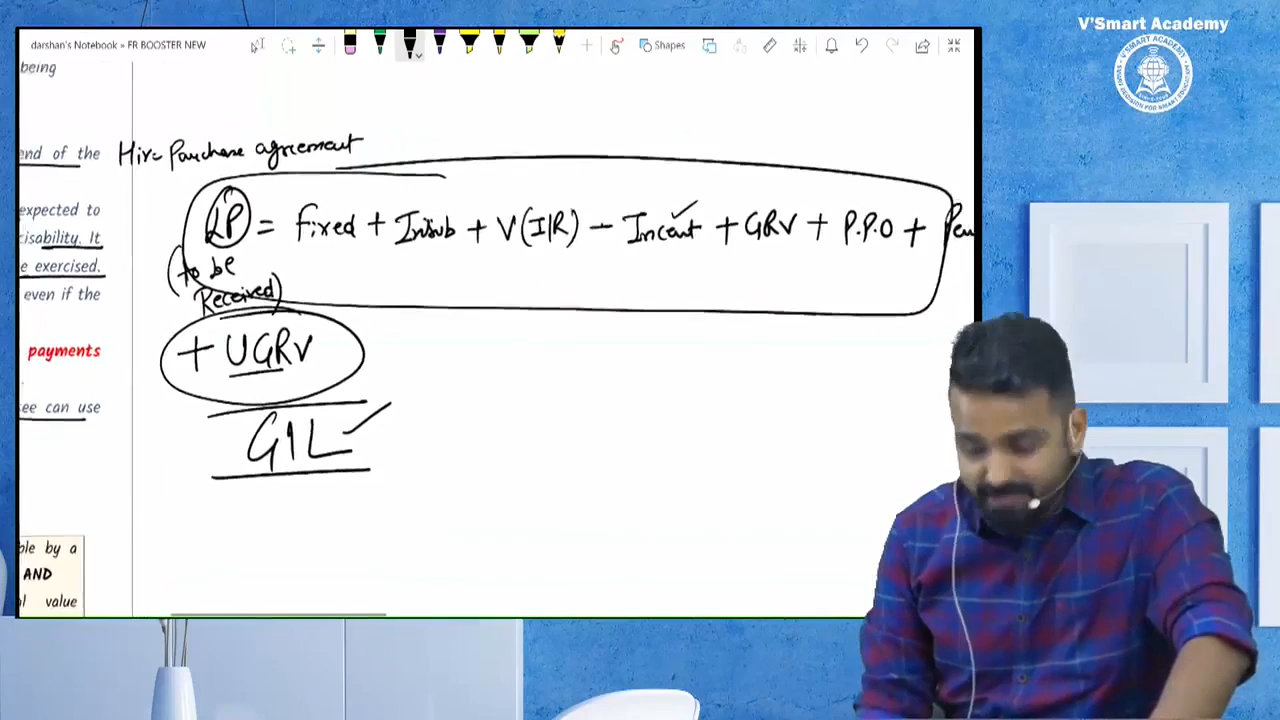 V'Smart Academy
darshan's Notebook » FR BOOSTER NEW
Shapes
being
end of the
Hire Purchase agreement
expected to
cisability. It
LP = fixed + Insub + V(I/R) - Incent + GRV + P.P.O + Pen
e exercised.
(to be
Received)
even if the
payments
+ UGRV
ee can use
GIL
ble by a
AND
l value